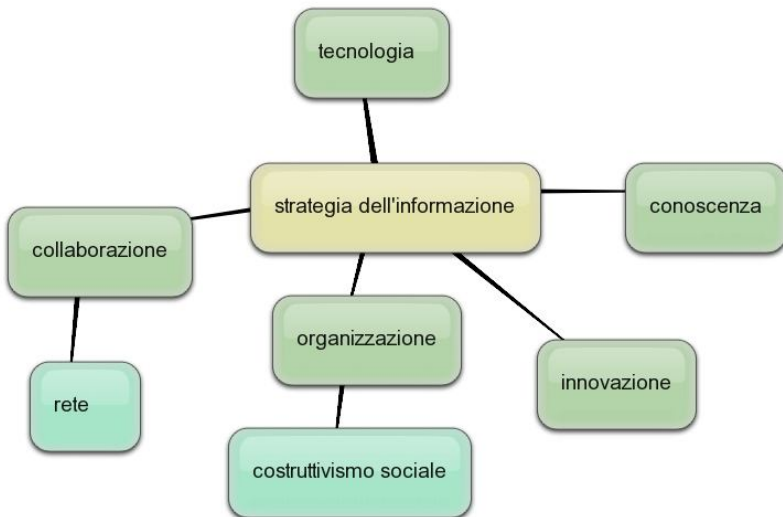 tecnologia
strategia dell'informazione
conoscenza
collaborazione
organizzazione
innovazione
rete
costruttivismo sociale